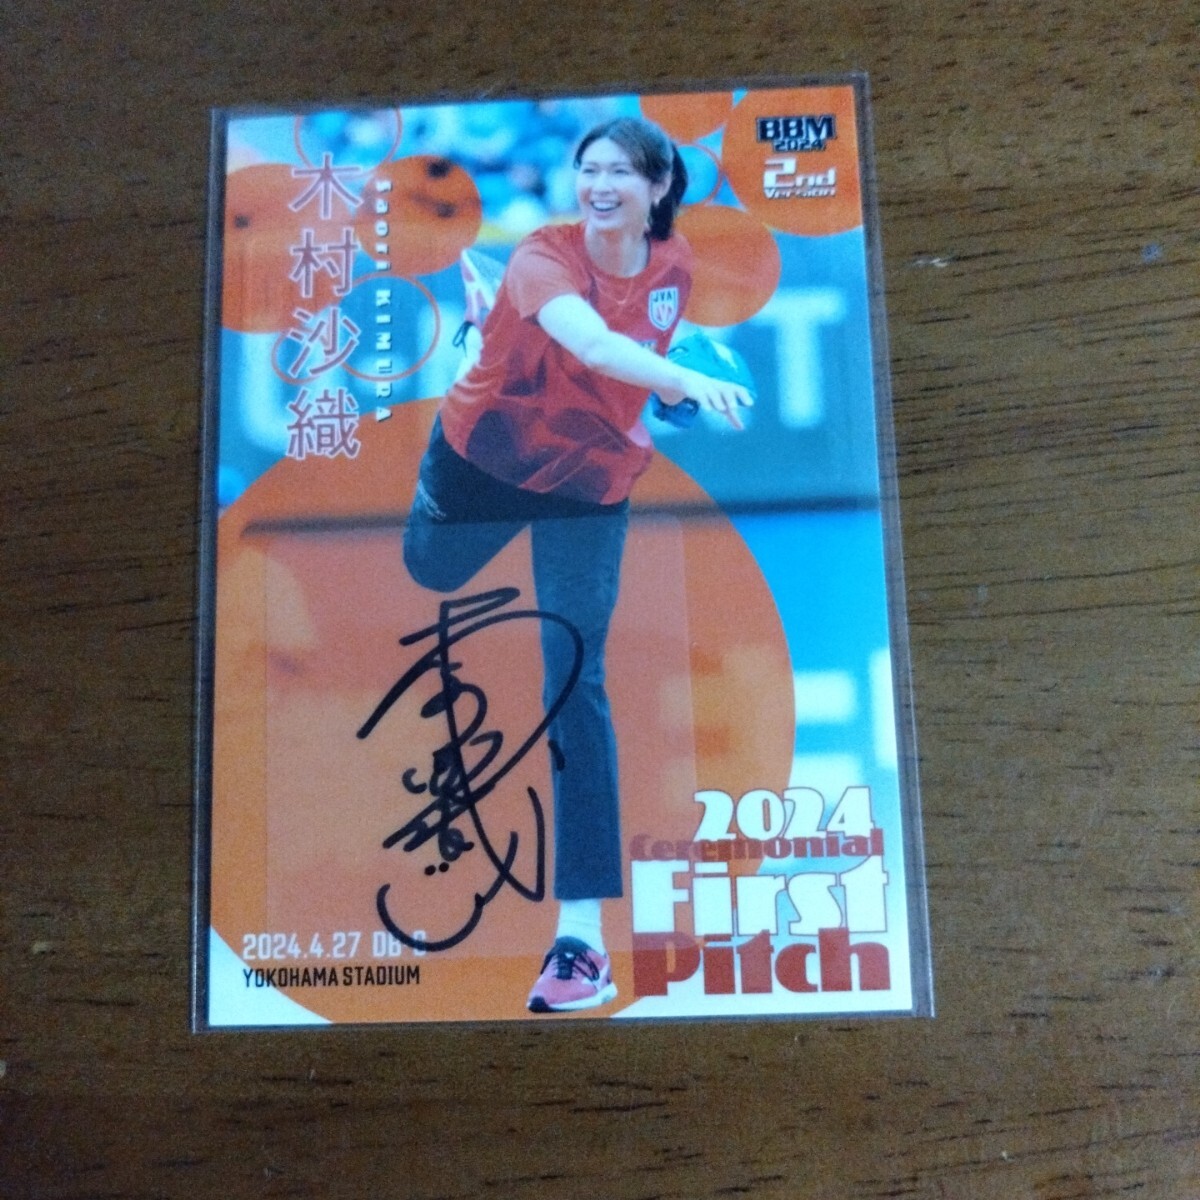 木村沙織
Saori KIMURA
BBM
2024
2nd
Version
JVA
2024
Ceremonial
First
Pitch
2024.4.27 DB-G
YOKOHAMA STADIUM